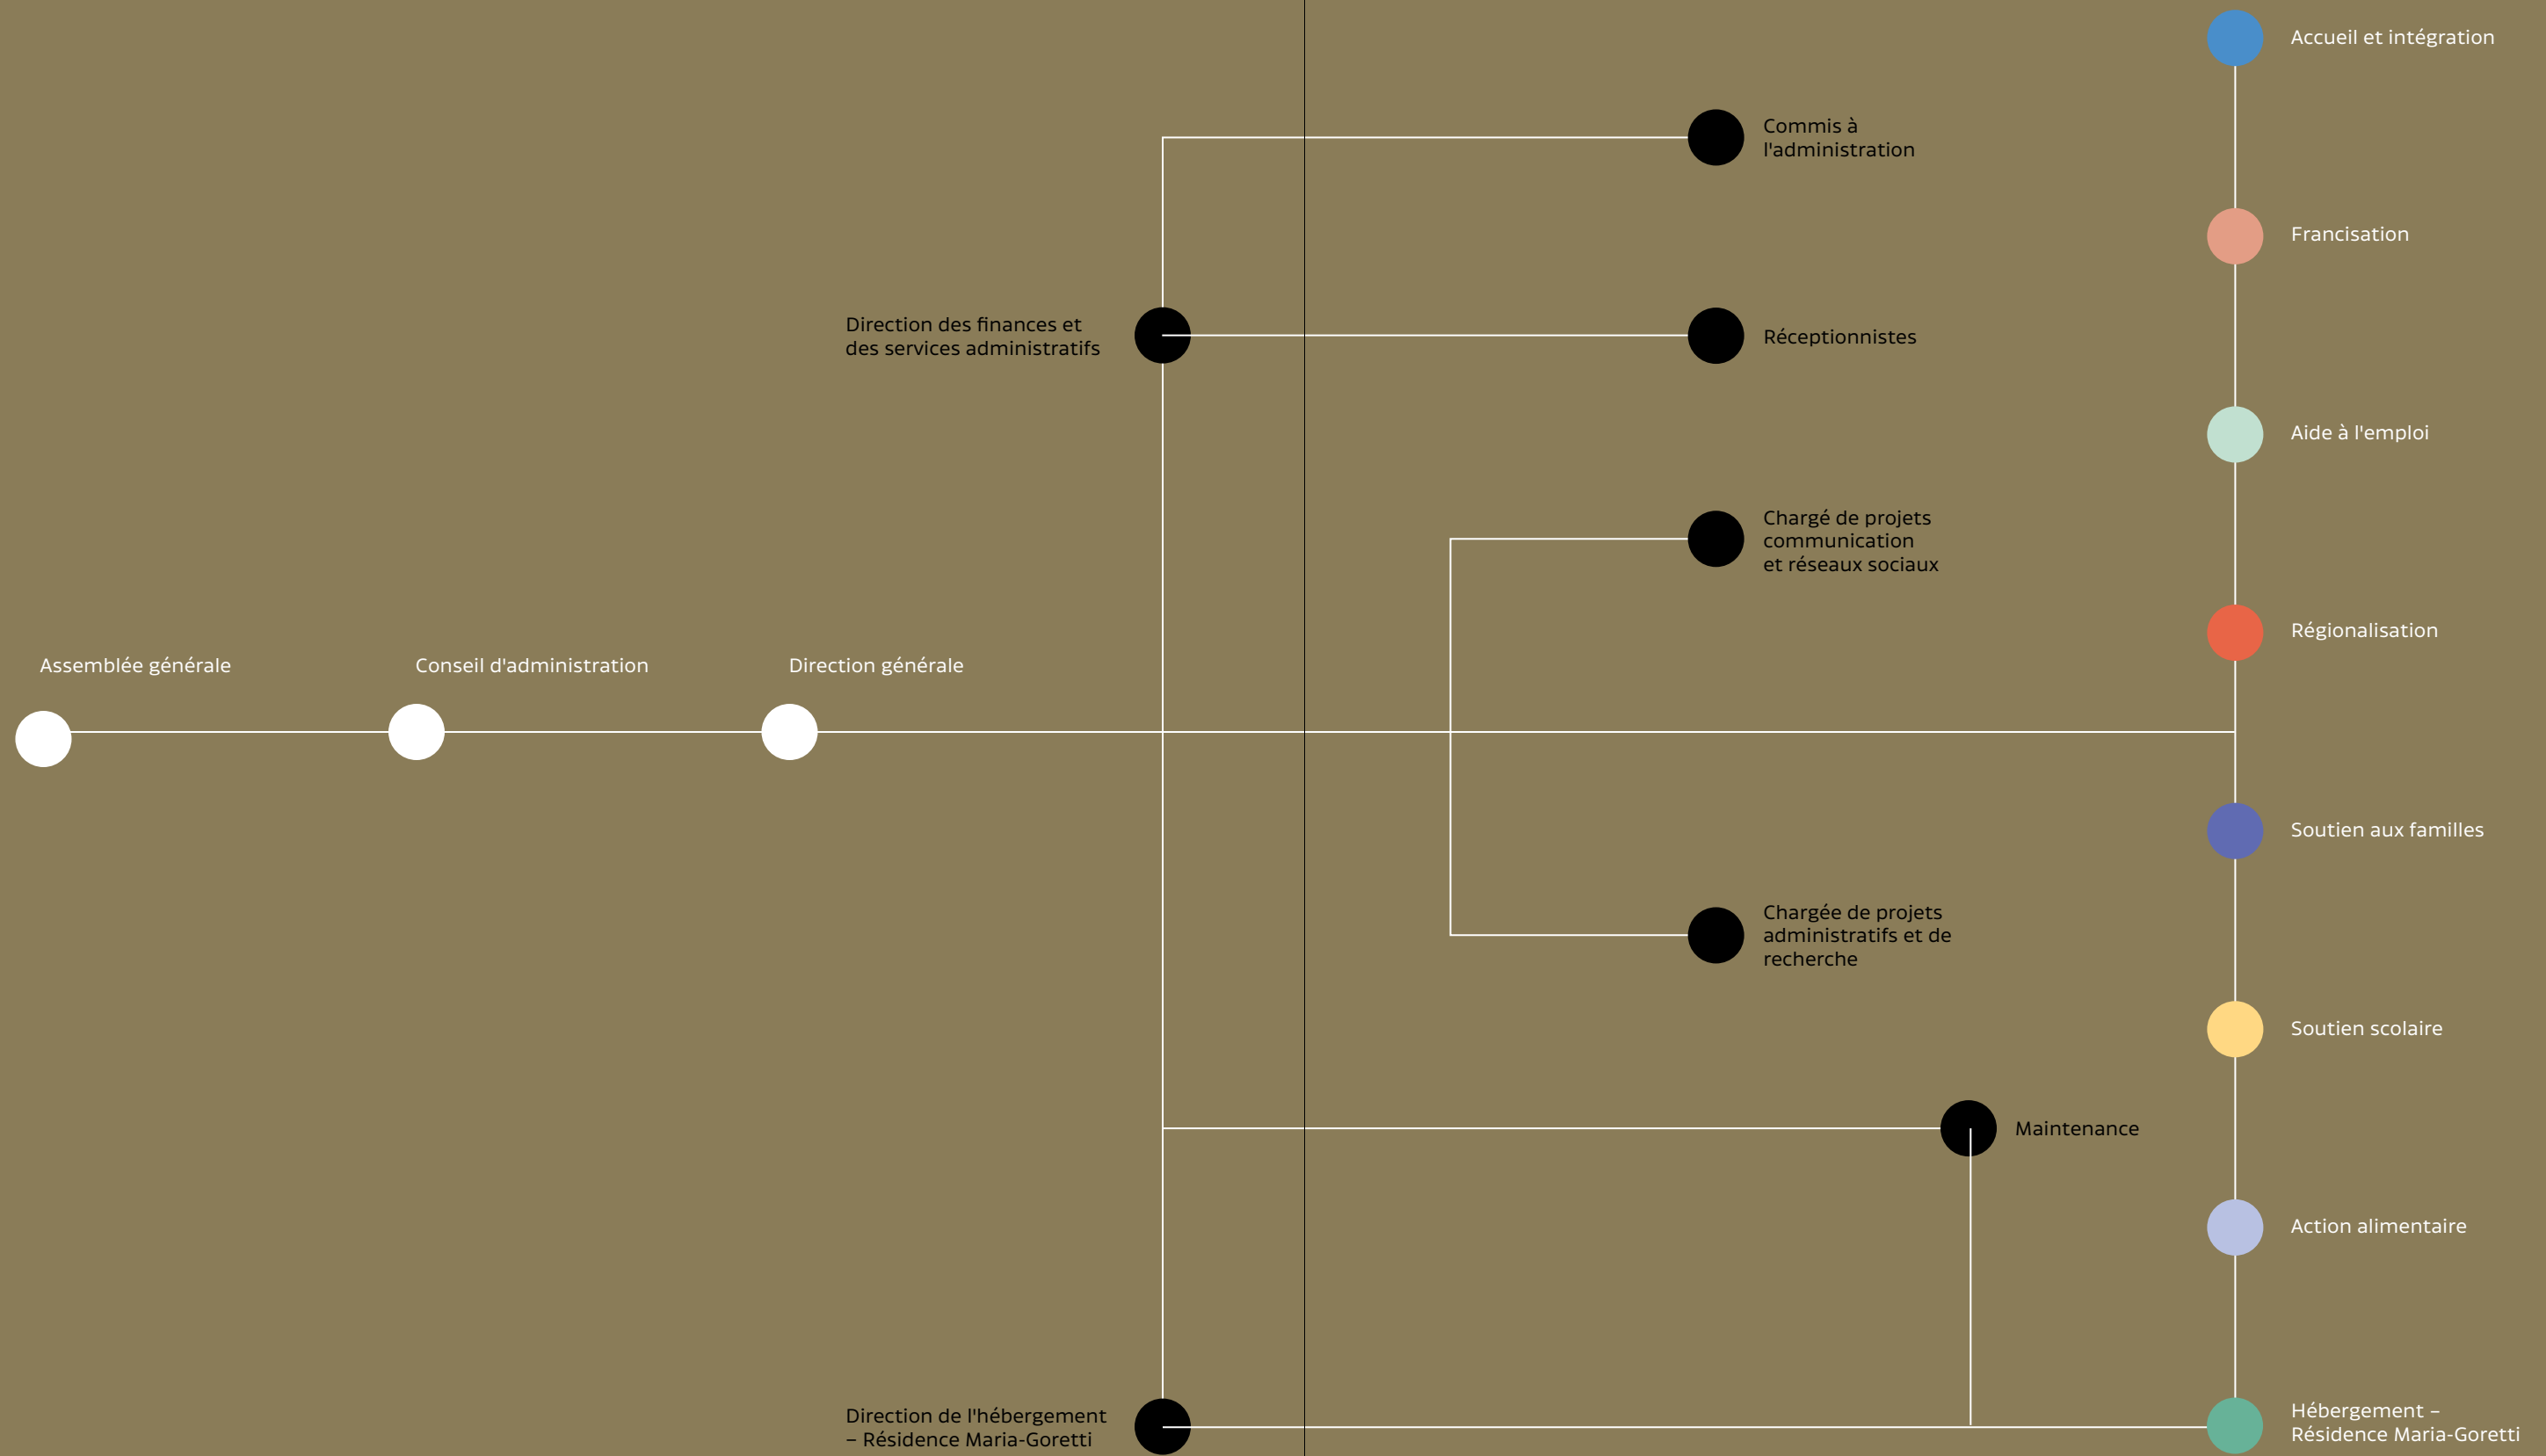 Assemblée générale
Conseil d'administration
Direction générale
Direction des finances et
des services administratifs
Direction de l'hébergement
– Résidence Maria-Goretti
Commis à
l'administration
Réceptionnistes
Chargé de projets
communication
et réseaux sociaux
Chargée de projets
administratifs et de
recherche
Maintenance
Accueil et intégration
Francisation
Aide à l'emploi
Régionalisation
Soutien aux familles
Soutien scolaire
Action alimentaire
Hébergement –
Résidence Maria-Goretti